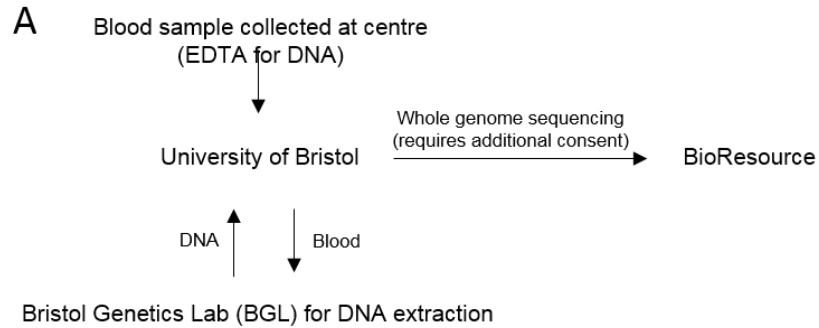 A
Blood sample collected at centre
(EDTA for DNA)
Whole genome sequencing
(requires additional consent)
University of Bristol
BioResource
DNA
Blood
Bristol Genetics Lab (BGL) for DNA extraction